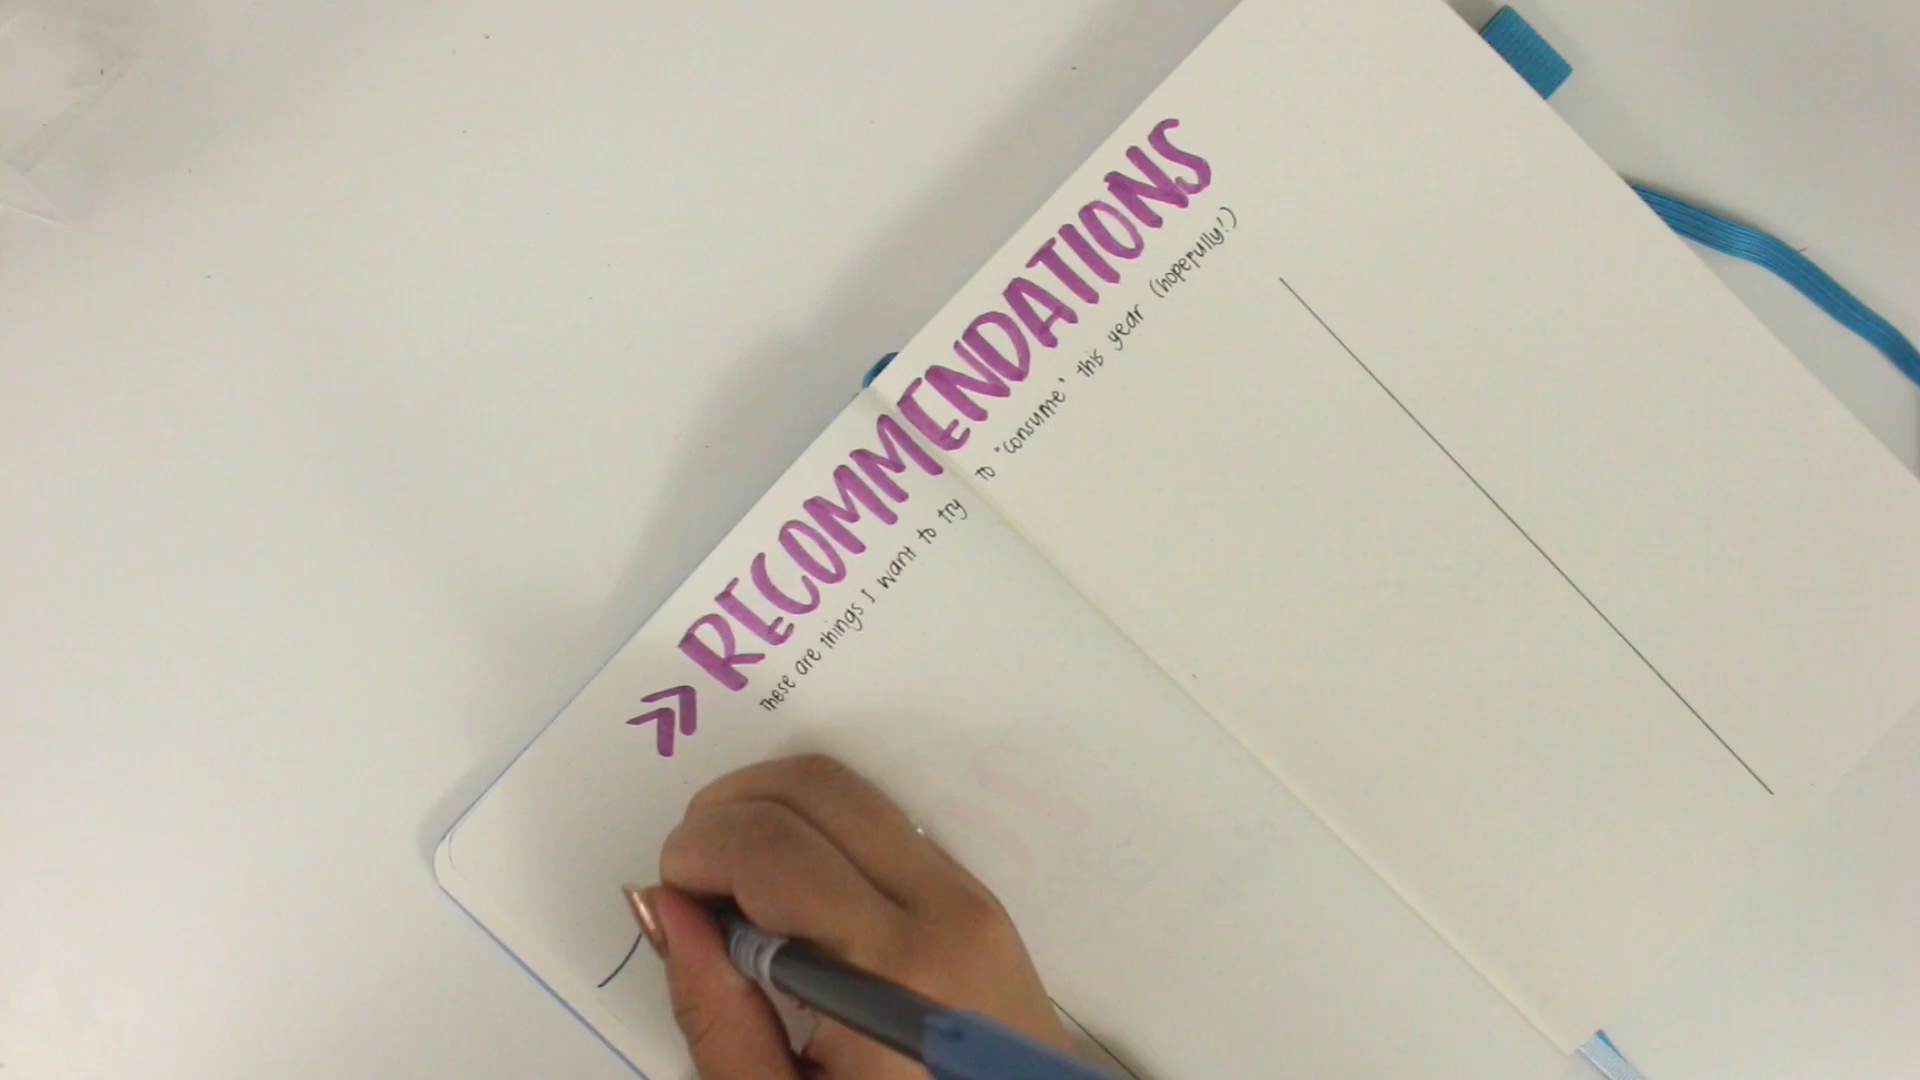 » RECOMMENDATIONS
These are things I want to try to "consume" this year (hopefully!)